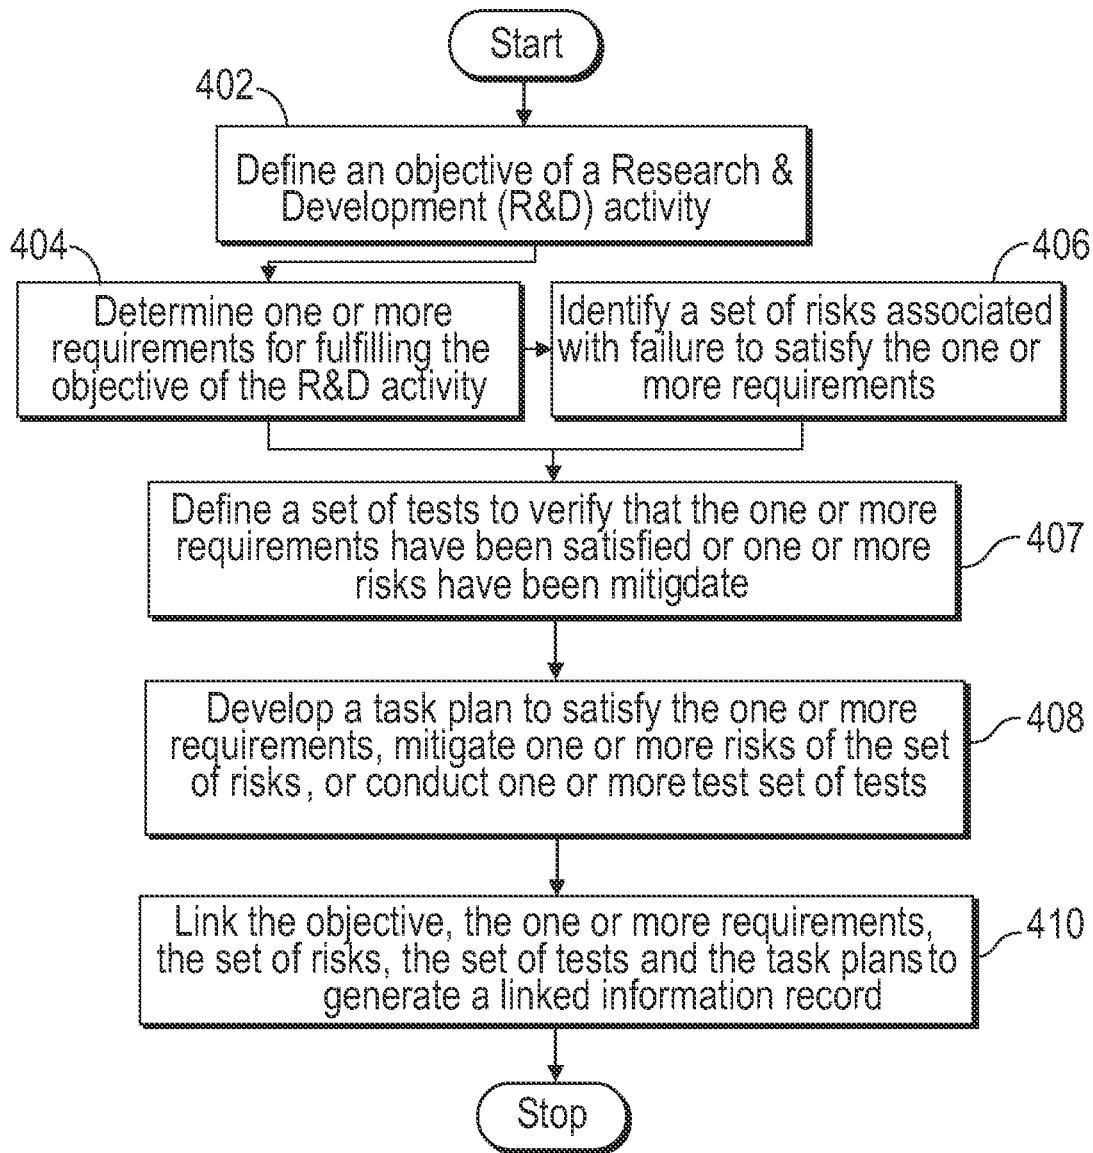 Start
402
Define an objective of a Research &
Development (R&D) activity
404
Determine one or more
requirements for fulfilling the
objective of the R&D activity
406
Identify a set of risks associated
with failure to satisfy the one or
more requirements
Define a set of tests to verify that the one or more
requirements have been satisfied or one or more
risks have been mitigdate
407
Develop a task plan to satisfy the one or more
requirements, mitigate one or more risks of the set
of risks, or conduct one or more test set of tests
408
Link the objective, the one or more requirements,
the set of risks, the set of tests and the task plans to
generate a linked information record
410
Stop